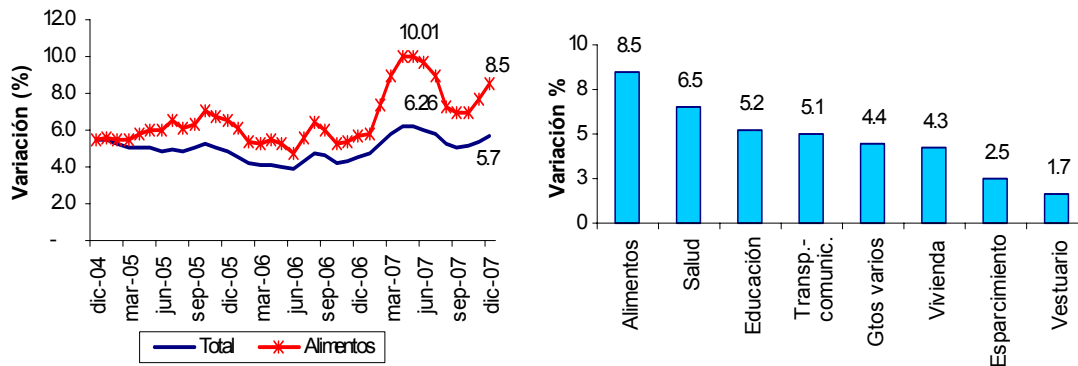 Variación (%)
12.0
10.0
8.0
6.0
4.0
2.0
-
10.01
6.26
8.5
5.7
dic-04
mar-05
jun-05
sep-05
dic-05
mar-06
jun-06
sep-06
dic-06
mar-07
jun-07
sep-07
dic-07
Total
Alimentos
Variación %
10
8
5
3
0
8.5
6.5
5.2
5.1
4.4
4.3
2.5
1.7
Alimentos
Salud
Educación
Transp.-
comunic.
Gtos varios
Vivienda
Esparcimiento
Vestuario